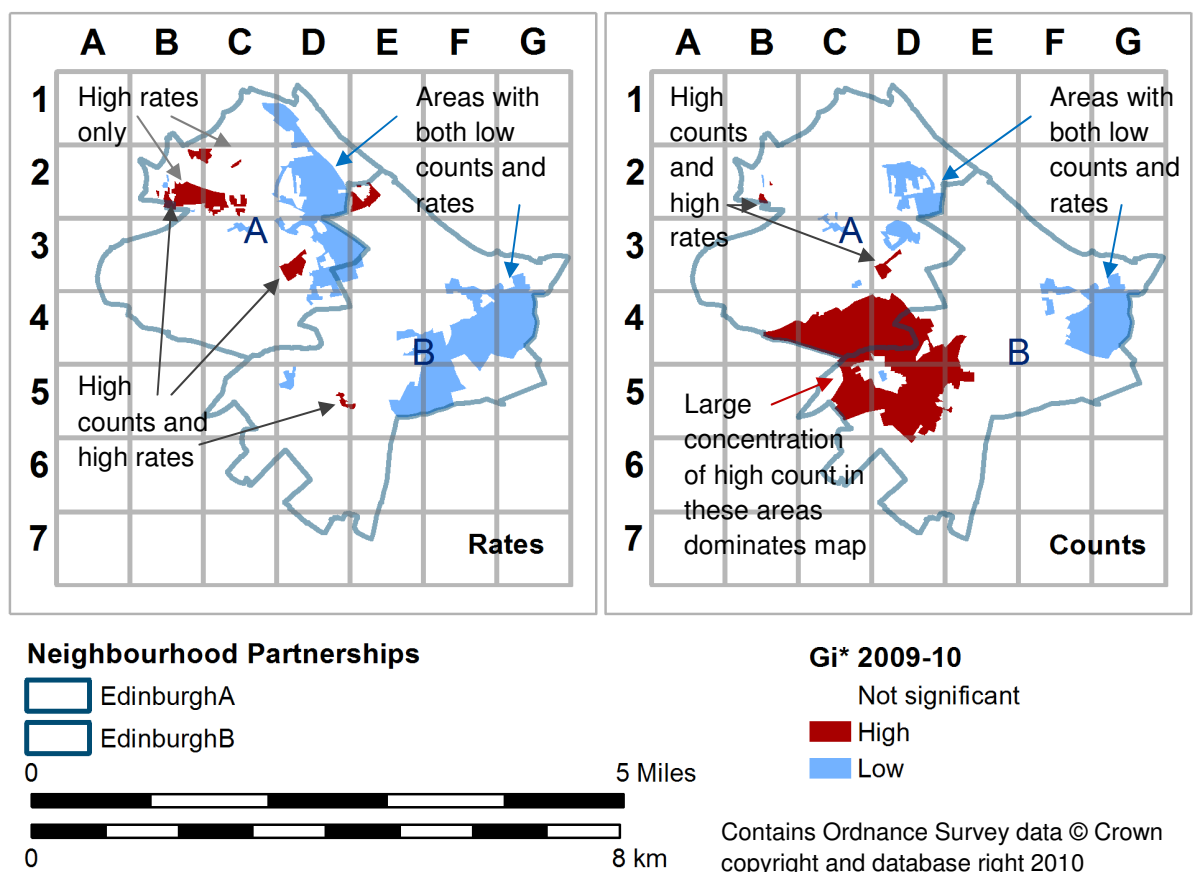 A B C D E F G
1
2
3
4
5
6
7
High rates
only
Areas with
both low
counts and
rates
A
B
High
counts and
high rates
Rates
A B C D E F G
1
2
3
4
5
6
7
High
counts
and
high
rates
Areas with
both low
counts and
rates
A
B
Large
concentration
of high count in
these areas
dominates map
Counts
Neighbourhood Partnerships
EdinburghA
EdinburghB
0 5 Miles
0 8 km
Gi* 2009-10
Not significant
High
Low
Contains Ordnance Survey data © Crown
copyright and database right 2010